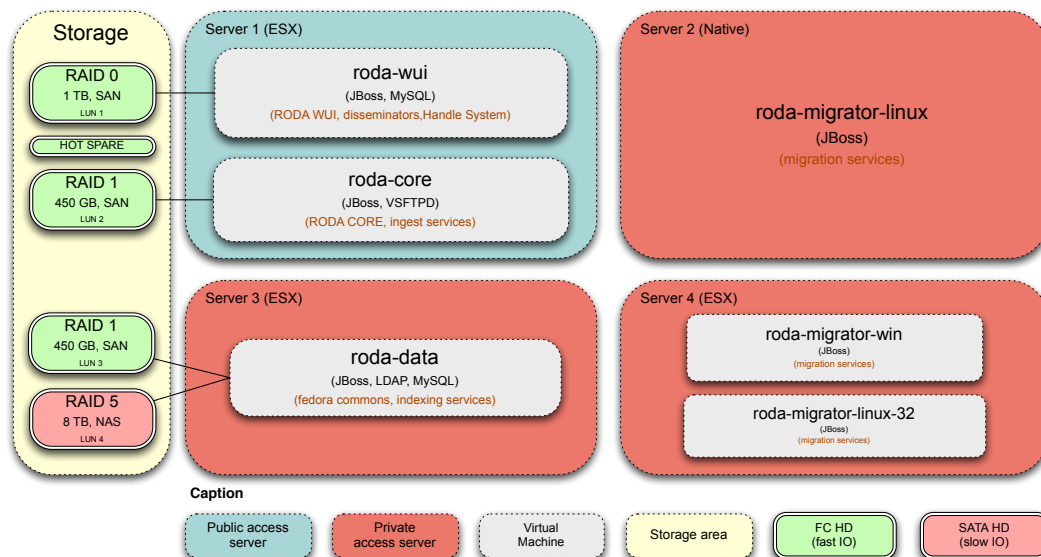 Storage
RAID 0
1 TB, SAN
LUN 1
HOT SPARE
RAID 1
450 GB, SAN
LUN 2
RAID 1
450 GB, SAN
LUN 3
RAID 5
8 TB, NAS
LUN 4
Server 1 (ESX)
roda-wui
(JBoss, MySQL)
(RODA WUI, disseminators,Handle System)
roda-core
(JBoss, VSFTPD)
(RODA CORE, ingest services)
Server 2 (Native)
roda-migrator-linux
(JBoss)
(migration services)
Server 3 (ESX)
roda-data
(JBoss, LDAP, MySQL)
(fedora commons, indexing services)
Server 4 (ESX)
roda-migrator-win
(JBoss)
(migration services)
roda-migrator-linux-32
(JBoss)
(migration services)
Caption
Public access
server
Private
access server
Virtual
Machine
Storage area
FC HD
(fast IO)
SATA HD
(slow IO)